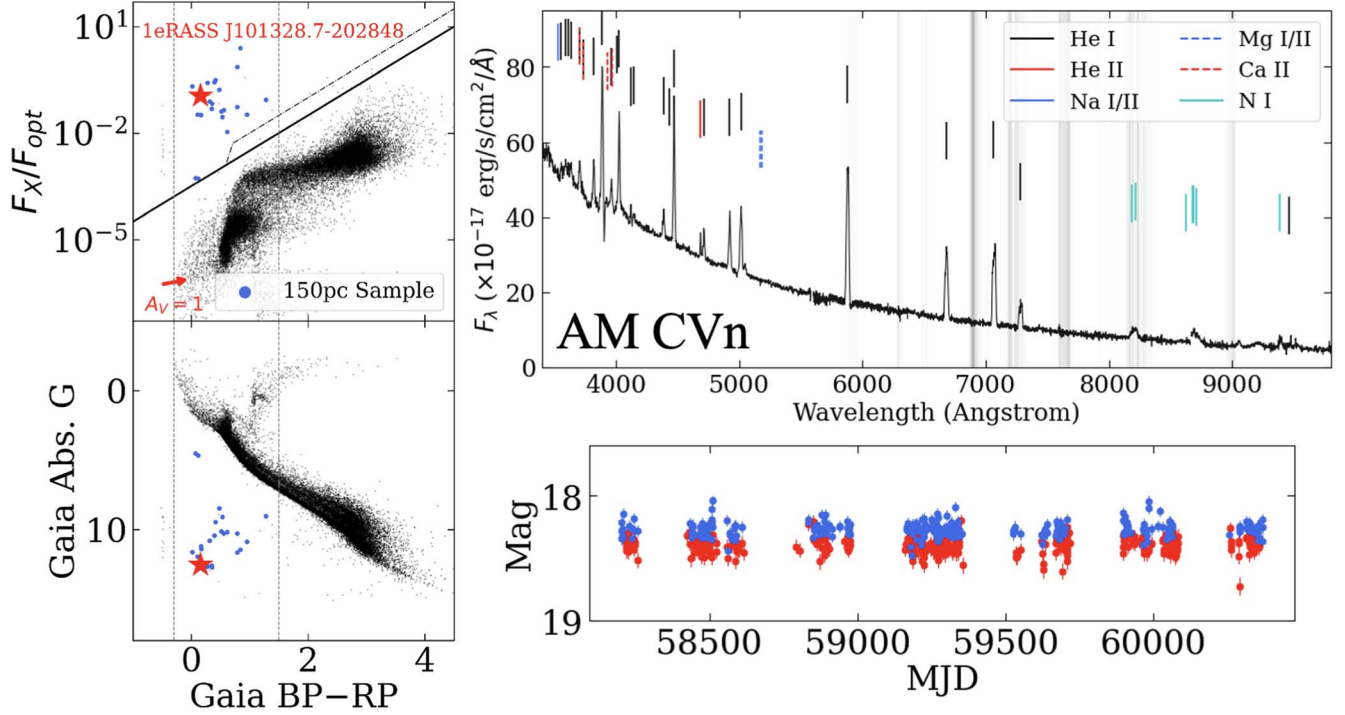 10¹
10⁻²
10⁻⁵
F_X/F_opt
1eRASS J101328.7-202848
A_V = 1
150pc Sample
0
10
Gaia Abs. G
0 2 4
Gaia BP−RP
80
60
40
20
0
F_λ (×10⁻¹⁷ erg/s/cm²/Å)
He I
He II
Na I/II
Mg I/II
Ca II
N I
AM CVn
4000 5000 6000 7000 8000 9000
Wavelength (Angstrom)
18
19
Mag
58500 59000 59500 60000
MJD